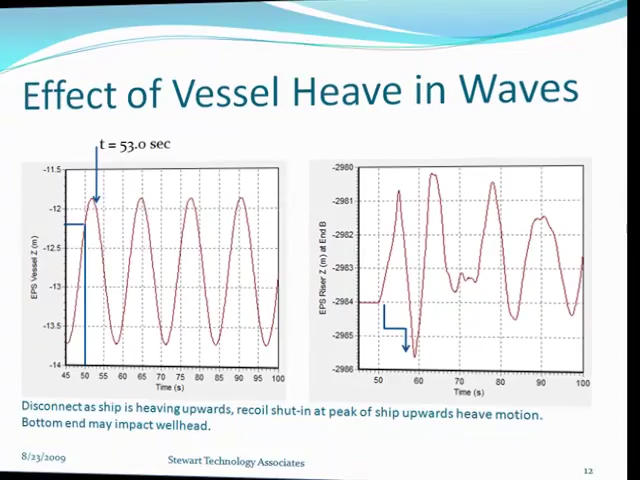 Effect of Vessel Heave in Waves
t = 53.0 sec
-11.5
-12
-12.5
-13
-13.5
-14
EPS Vessel Z (m)
45 50 55 60 65 70 75 80 85 90 95 100
Time (s)
-2980
-2981
-2982
-2983
-2984
-2985
-2986
EPS Riser Z (m) at End B
50 60 70 80 90 100
Time (s)
Disconnect as ship is heaving upwards, recoil shut-in at peak of ship upwards heave motion.
Bottom end may impact wellhead.
8/23/2009
Stewart Technology Associates
12